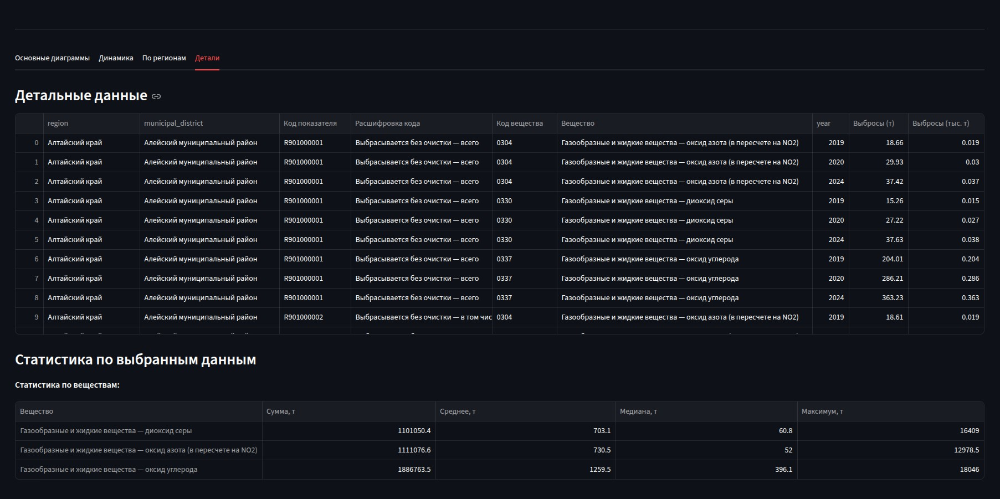 Основные диаграммы Динамика По регионам Детали
Детальные данные
region municipal_district Код показателя Расшифровка кода Код вещества Вещество year Выбросы (т) Выбросы (тыс. т)
0 Алтайский край Алейский муниципальный район R901000001 Выбрасывается без очистки — всего 0304 Газообразные и жидкие вещества — оксид азота (в пересчете на NO2) 2019 18.66 0.019
1 Алтайский край Алейский муниципальный район R901000001 Выбрасывается без очистки — всего 0304 Газообразные и жидкие вещества — оксид азота (в пересчете на NO2) 2020 29.93 0.03
2 Алтайский край Алейский муниципальный район R901000001 Выбрасывается без очистки — всего 0304 Газообразные и жидкие вещества — оксид азота (в пересчете на NO2) 2024 37.42 0.037
3 Алтайский край Алейский муниципальный район R901000001 Выбрасывается без очистки — всего 0330 Газообразные и жидкие вещества — диоксид серы 2019 15.26 0.015
4 Алтайский край Алейский муниципальный район R901000001 Выбрасывается без очистки — всего 0330 Газообразные и жидкие вещества — диоксид серы 2020 27.22 0.027
5 Алтайский край Алейский муниципальный район R901000001 Выбрасывается без очистки — всего 0330 Газообразные и жидкие вещества — диоксид серы 2024 37.63 0.038
6 Алтайский край Алейский муниципальный район R901000001 Выбрасывается без очистки — всего 0337 Газообразные и жидкие вещества — оксид углерода 2019 204.01 0.204
7 Алтайский край Алейский муниципальный район R901000001 Выбрасывается без очистки — всего 0337 Газообразные и жидкие вещества — оксид углерода 2020 286.21 0.286
8 Алтайский край Алейский муниципальный район R901000001 Выбрасывается без очистки — всего 0337 Газообразные и жидкие вещества — оксид углерода 2024 363.23 0.363
9 Алтайский край Алейский муниципальный район R901000002 Выбрасывается без очистки — в том чис 0304 Газообразные и жидкие вещества — оксид азота (в пересчете на NO2) 2019 18.61 0.019
Статистика по выбранным данным
Статистика по веществам:
Вещество Сумма, т Среднее, т Медиана, т Максимум, т
Газообразные и жидкие вещества — диоксид серы 1101050.4 703.1 60.8 16409
Газообразные и жидкие вещества — оксид азота (в пересчете на NO2) 1111076.6 730.5 52 12978.5
Газообразные и жидкие вещества — оксид углерода 1886763.5 1259.5 396.1 18046